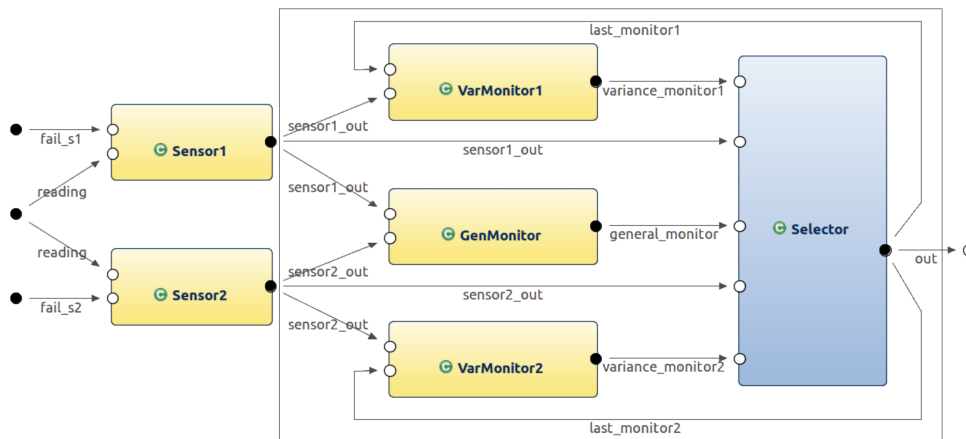 last_monitor1
C VarMonitor1
variance_monitor1
fail_s1
C Sensor1
sensor1_out
sensor1_out
reading
sensor1_out
C GenMonitor
general_monitor
C Selector
reading
sensor2_out
out
C Sensor2
sensor2_out
fail_s2
sensor2_out
C VarMonitor2
variance_monitor2
last_monitor2